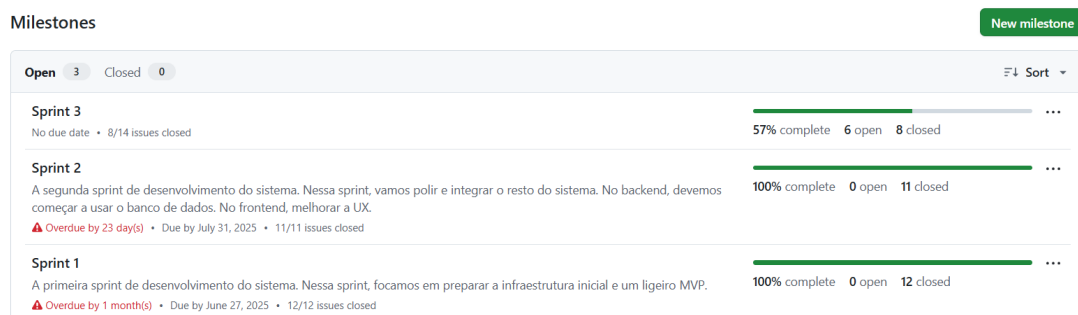 Milestones
New milestone
Open 3 Closed 0
Sort
Sprint 3
No due date • 8/14 issues closed
57% complete 6 open 8 closed
Sprint 2
A segunda sprint de desenvolvimento do sistema. Nessa sprint, vamos polir e integrar o resto do sistema. No backend, devemos
começar a usar o banco de dados. No frontend, melhorar a UX.
Overdue by 23 day(s) • Due by July 31, 2025 • 11/11 issues closed
100% complete 0 open 11 closed
Sprint 1
A primeira sprint de desenvolvimento do sistema. Nessa sprint, focamos em preparar a infraestrutura inicial e um ligeiro MVP.
Overdue by 1 month(s) • Due by June 27, 2025 • 12/12 issues closed
100% complete 0 open 12 closed